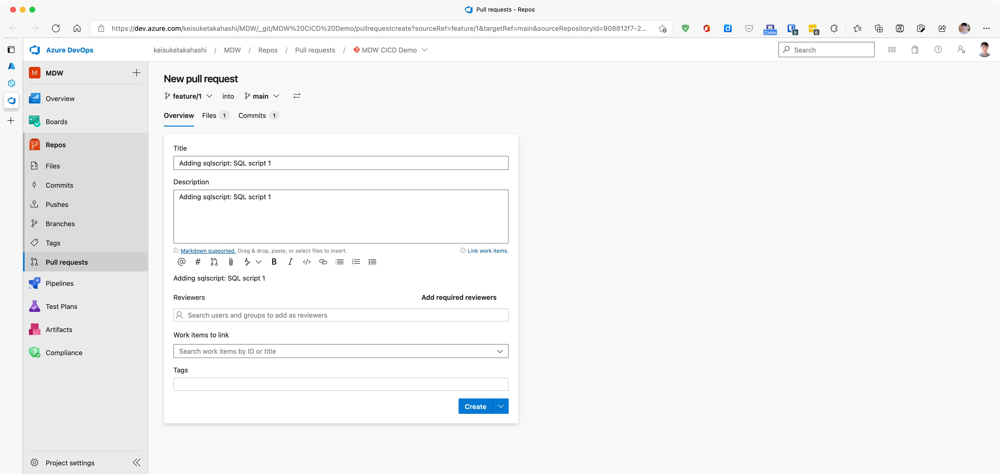 Pull requests - Repos
https://dev.azure.com/keisuketakahashi/MDW/_git/MDW%20CICD%20Demo/pullrequestcreate?sourceRef=feature/1&targetRef=main&sourceRepositoryId=908812f7-2...
Comn
9
6
Azure DevOps
keisuketakahashi / MDW / Repos / Pull requests / MDW CICD Demo
Search
M MDW
Overview
Boards
Repos
Files
Commits
Pushes
Branches
Tags
Pull requests
Pipelines
Test Plans
Artifacts
Compliance
Project settings
New pull request
feature/1 into main
Overview Files 1 Commits 1
Title
Adding sqlscript: SQL script 1
Description
Adding sqlscript: SQL script 1
Markdown supported. Drag & drop, paste, or select files to insert. Link work items.
Adding sqlscript: SQL script 1
Reviewers Add required reviewers
Search users and groups to add as reviewers
Work items to link
Search work items by ID or title
Tags
Create